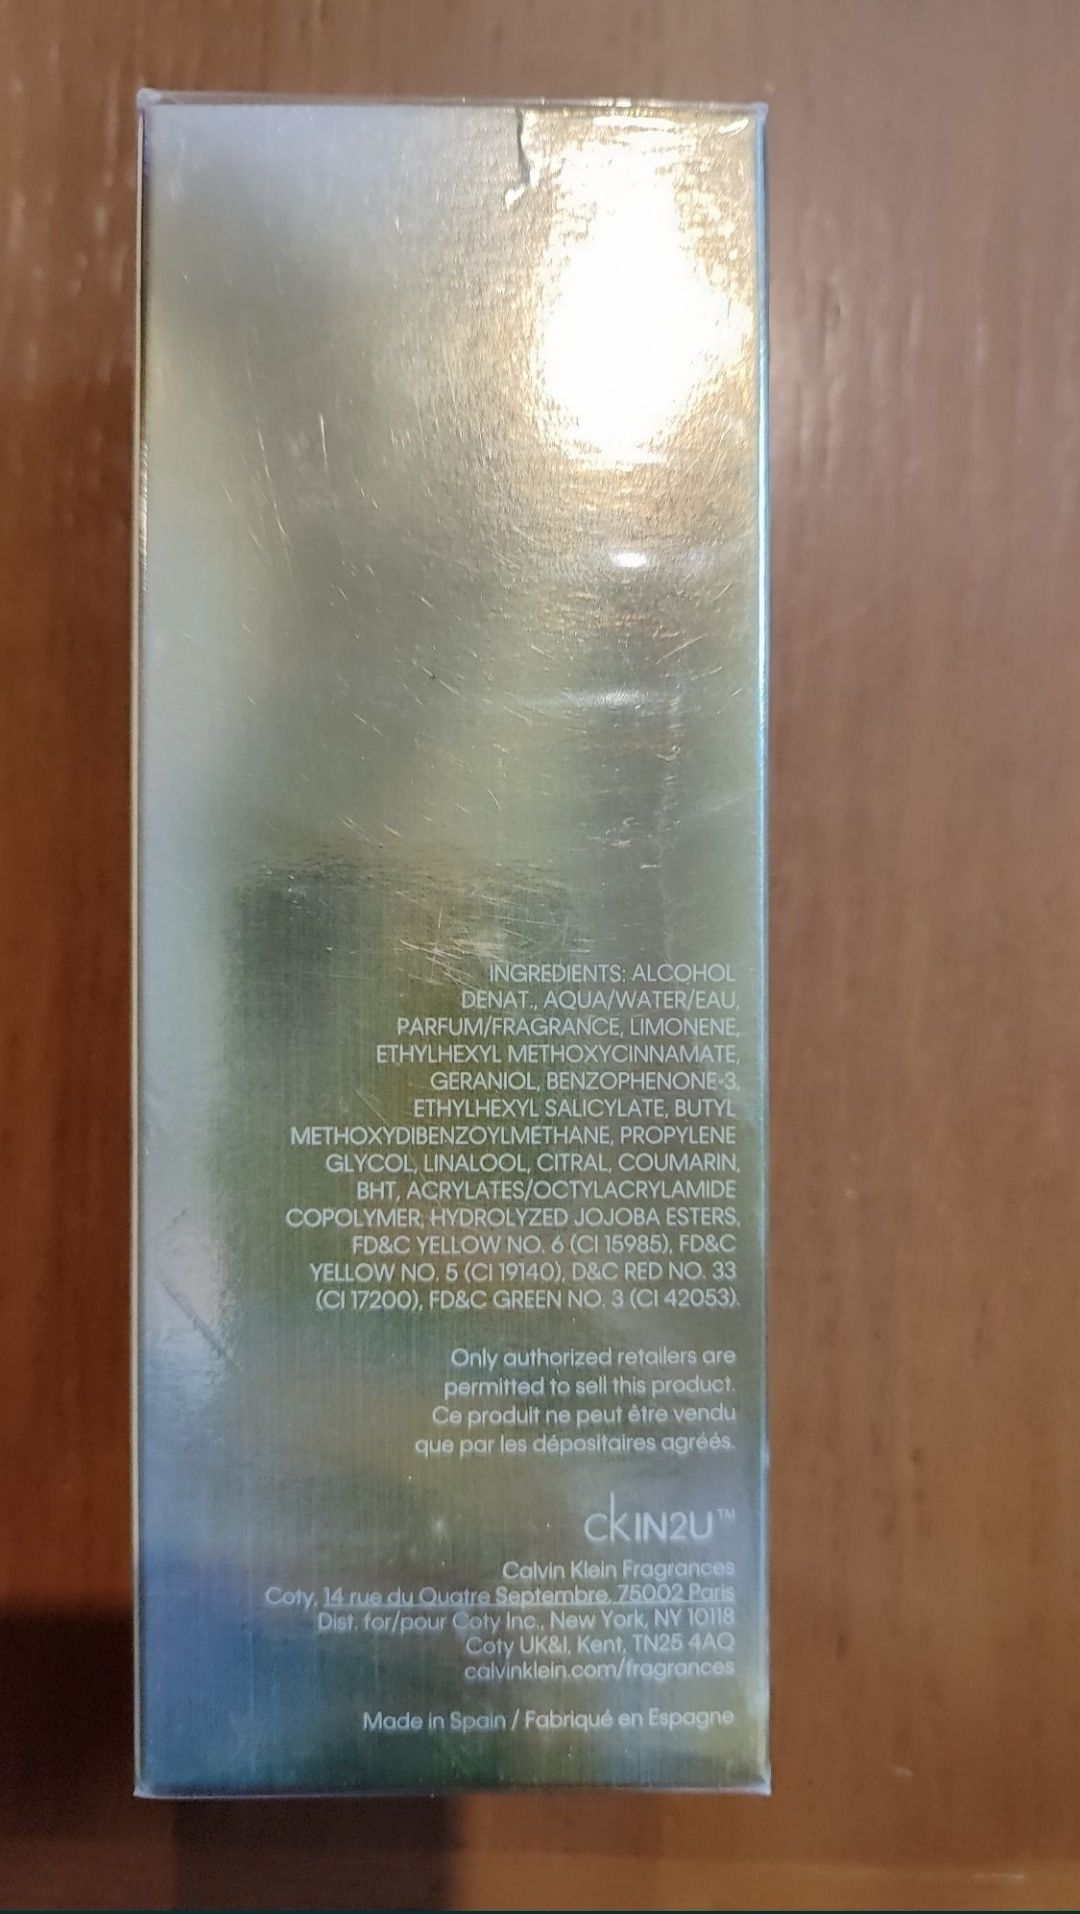 INGREDIENTS: ALCOHOL
DENAT., AQUA/WATER/EAU,
PARFUM/FRAGRANCE, LIMONENE,
ETHYLHEXYL METHOXYCINNAMATE,
GERANIOL, BENZOPHENONE-3,
ETHYLHEXYL SALICYLATE, BUTYL
METHOXYDIBENZOYLMETHANE, PROPYLENE
GLYCOL, LINALOOL, CITRAL, COUMARIN,
BHT, ACRYLATES/OCTYLACRYLAMIDE
COPOLYMER, HYDROLYZED JOJOBA ESTERS,
FD&C YELLOW NO. 6 (CI 15985), FD&C
YELLOW NO. 5 (CI 19140), D&C RED NO. 33
(CI 17200), FD&C GREEN NO. 3 (CI 42053).
Only authorized retailers are
permitted to sell this product.
Ce produit ne peut être vendu
que par les dépositaires agréés.
ckIN2U™
Calvin Klein Fragrances
Coty, 14 rue du Quatre Septembre, 75002 Paris
Dist. for/pour Coty Inc., New York, NY 10118
Coty UK&I, Kent, TN25 4AQ
calvinklein.com/fragrances
Made in Spain / Fabriqué en Espagne